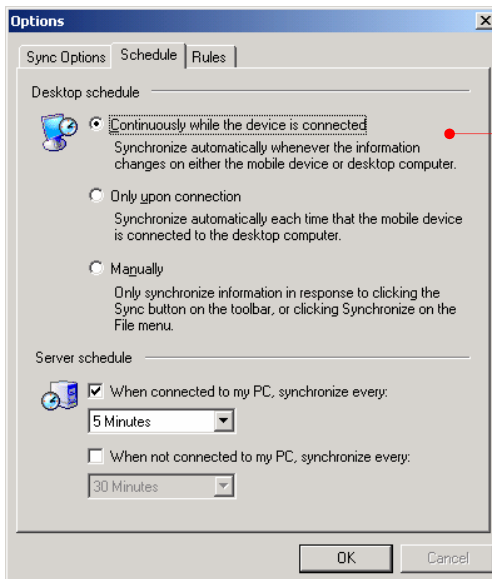 Options
Sync Options Schedule Rules
Desktop schedule
Continuously while the device is connected
Synchronize automatically whenever the information
changes on either the mobile device or desktop computer.
Only upon connection
Synchronize automatically each time that the mobile device
is connected to the desktop computer.
Manually
Only synchronize information in response to clicking the
Sync button on the toolbar, or clicking Synchronize on the
File menu.
Server schedule
When connected to my PC, synchronize every:
5 Minutes
When not connected to my PC, synchronize every:
30 Minutes
OK Cancel